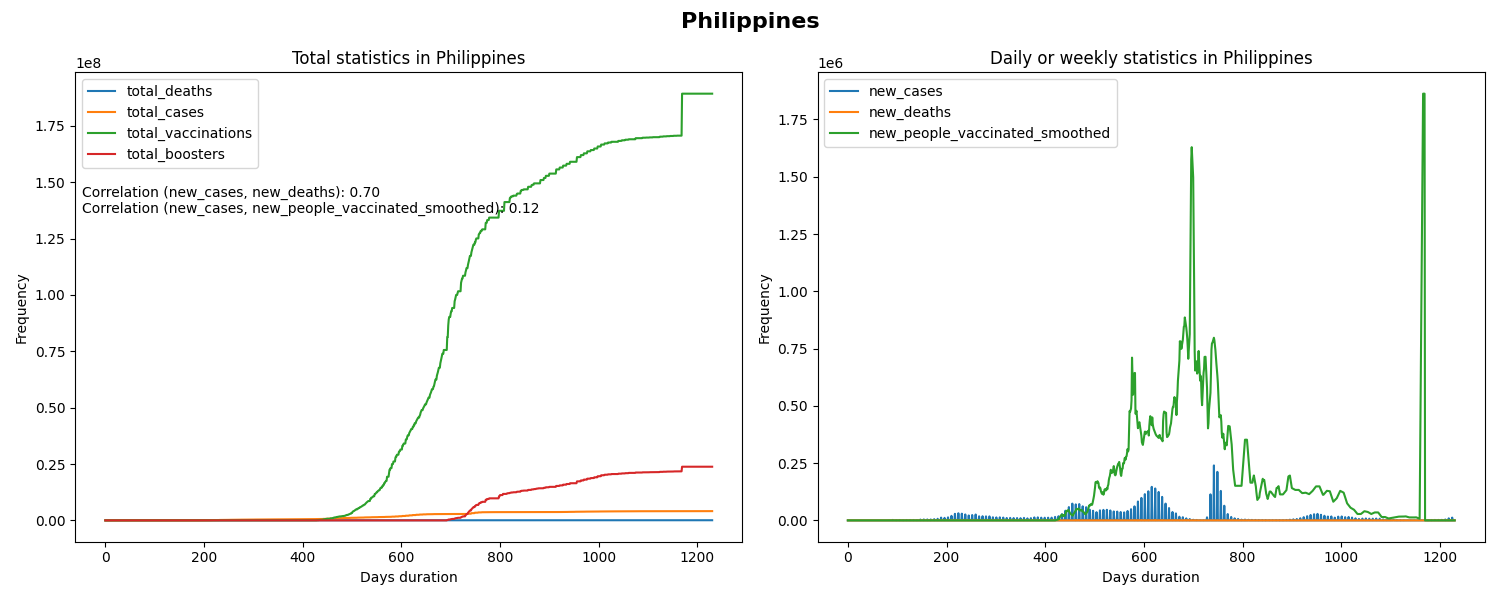 Philippines
Total statistics in Philippines
1e8
total_deaths
total_cases
total_vaccinations
total_boosters
Correlation (new_cases, new_deaths): 0.70
Correlation (new_cases, new_people_vaccinated_smoothed): 0.12
1.75
1.50
1.25
1.00
0.75
0.50
0.25
0.00
Frequency
0 200 400 600 800 1000 1200
Days duration
Daily or weekly statistics in Philippines
1e6
new_cases
new_deaths
new_people_vaccinated_smoothed
1.75
1.50
1.25
1.00
0.75
0.50
0.25
0.00
Frequency
0 200 400 600 800 1000 1200
Days duration